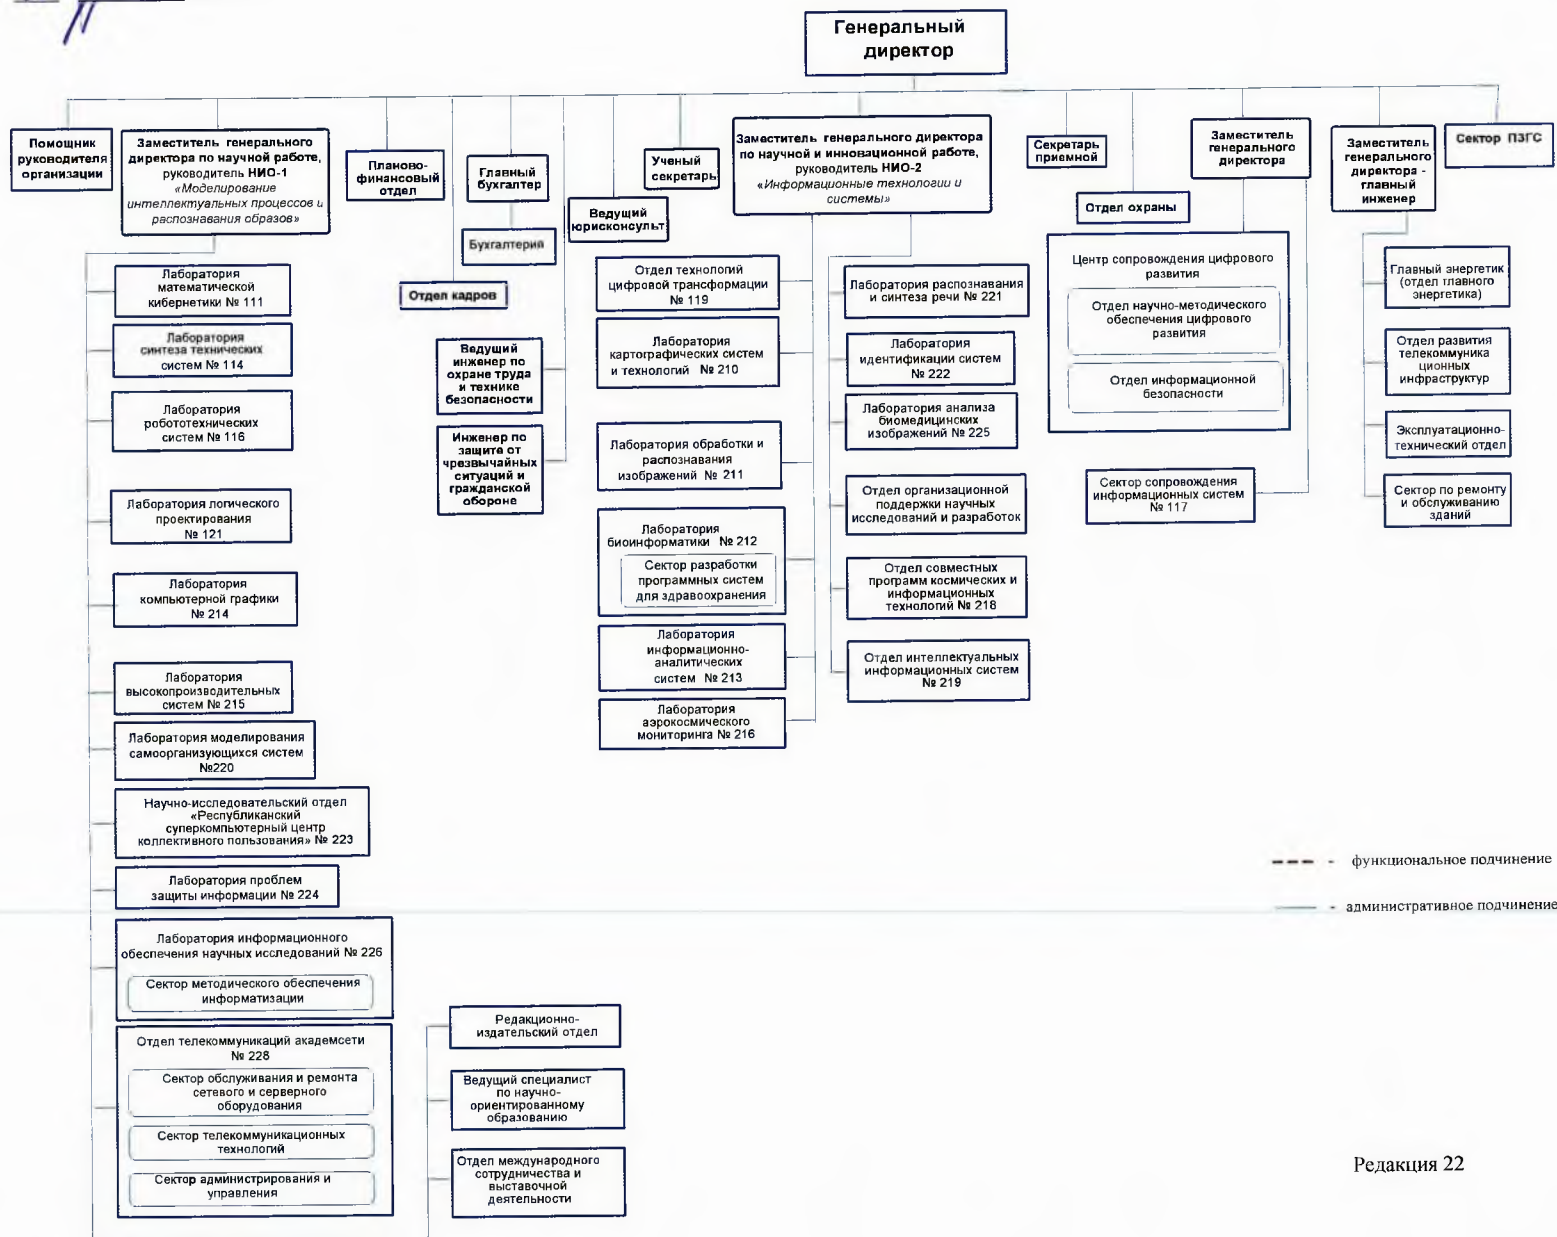 Генеральный
директор
Помощник
руководителя
организации
Заместитель генерального
директора по научной работе,
руководитель НИО-1
«Моделирование
интеллектуальных процессов и
распознавания образов»
Планово-
финансовый
отдел
Главный
бухгалтер
Бухгалтерия
Отдел кадров
Ведущий
инженер по
охране труда
и технике
безопасности
Инженер по
защите от
чрезвычайных
ситуаций и
гражданской
обороне
Ведущий
юрисконсульт
Ученый
секретарь
Заместитель генерального директора
по научной и инновационной работе,
руководитель НИО-2
«Информационные технологии и
системы»
Секретарь
приемной
Отдел охраны
Заместитель
генерального
директора
Заместитель
генерального
директора -
главный
инженер
Сектор ПЗГС
Лаборатория
математической
кибернетики № 111
Лаборатория
синтеза технических
систем № 114
Лаборатория
робототехнических
систем № 116
Лаборатория логического
проектирования
№ 121
Лаборатория
компьютерной графики
№ 214
Лаборатория
высокопроизводительных
систем № 215
Лаборатория моделирования
самоорганизующихся систем
№220
Научно-исследовательский отдел
«Республиканский
суперкомпьютерный центр
коллективного пользования» № 223
Лаборатория проблем
защиты информации № 224
Лаборатория информационного
обеспечения научных исследований № 226
Сектор методического обеспечения
информатизации
Отдел телекоммуникаций академсети
№ 228
Сектор обслуживания и ремонта
сетевого и серверного
оборудования
Сектор телекоммуникационных
технологий
Сектор администрирования и
управления
Редакционно-
издательский отдел
Ведущий специалист
по научно-
ориентированному
образованию
Отдел международного
сотрудничества и
выставочной
деятельности
Отдел технологий
цифровой трансформации
№ 119
Лаборатория
картографических систем
и технологий № 210
Лаборатория обработки и
распознавания
изображений № 211
Лаборатория
биоинформатики № 212
Сектор разработки
программных систем
для здравоохранения
Лаборатория
информационно-
аналитических
систем № 213
Лаборатория
аэрокосмического
мониторинга № 216
Лаборатория распознавания
и синтеза речи № 221
Лаборатория
идентификации систем
№ 222
Лаборатория анализа
биомедицинских
изображений № 225
Отдел организационной
поддержки научных
исследований и разработок
Отдел совместных
программ космических и
информационных
технологий № 218
Отдел интеллектуальных
информационных систем
№ 219
Центр сопровождения цифрового
развития
Отдел научно-методического
обеспечения цифрового
развития
Отдел информационной
безопасности
Сектор сопровождения
информационных систем
№ 117
Главный энергетик
(отдел главного
энергетика)
Отдел развития
телекоммуника
ционных
инфраструктур
Эксплуатационно-
технический отдел
Сектор по ремонту
и обслуживанию
зданий
- функциональное подчинение
- административное подчинение
Редакция 22